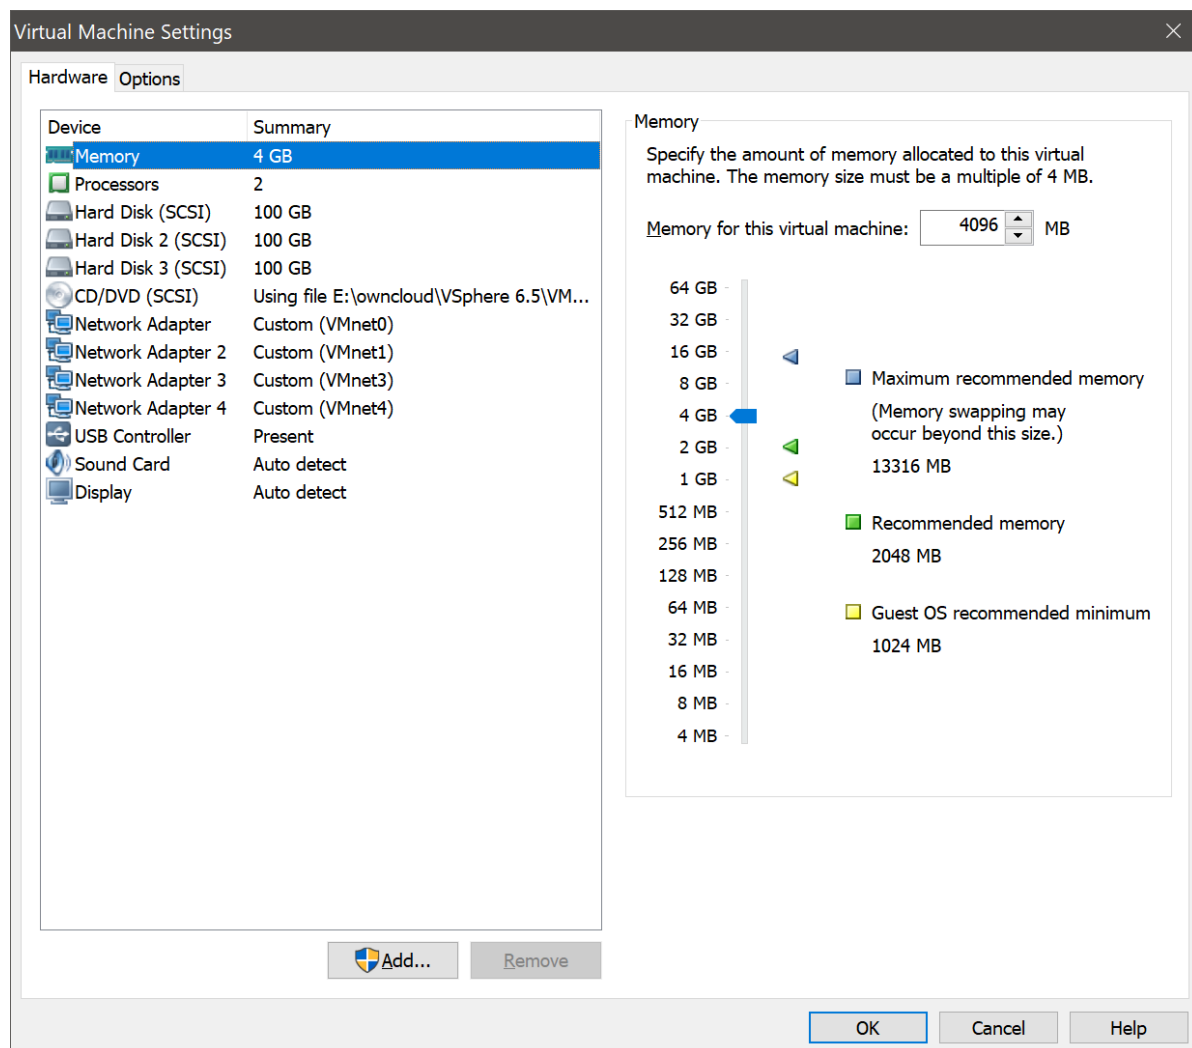 Virtual Machine Settings
Hardware Options
Device Summary
Memory 4 GB
Processors 2
Hard Disk (SCSI) 100 GB
Hard Disk 2 (SCSI) 100 GB
Hard Disk 3 (SCSI) 100 GB
CD/DVD (SCSI) Using file E:\owncloud\VSphere 6.5\VM...
Network Adapter Custom (VMnet0)
Network Adapter 2 Custom (VMnet1)
Network Adapter 3 Custom (VMnet3)
Network Adapter 4 Custom (VMnet4)
USB Controller Present
Sound Card Auto detect
Display Auto detect
Add...
Remove
Memory
Specify the amount of memory allocated to this virtual
machine. The memory size must be a multiple of 4 MB.
Memory for this virtual machine: 4096 MB
64 GB
32 GB
16 GB
8 GB
4 GB
2 GB
1 GB
512 MB
256 MB
128 MB
64 MB
32 MB
16 MB
8 MB
4 MB
Maximum recommended memory
(Memory swapping may
occur beyond this size.)
13316 MB
Recommended memory
2048 MB
Guest OS recommended minimum
1024 MB
OK
Cancel
Help